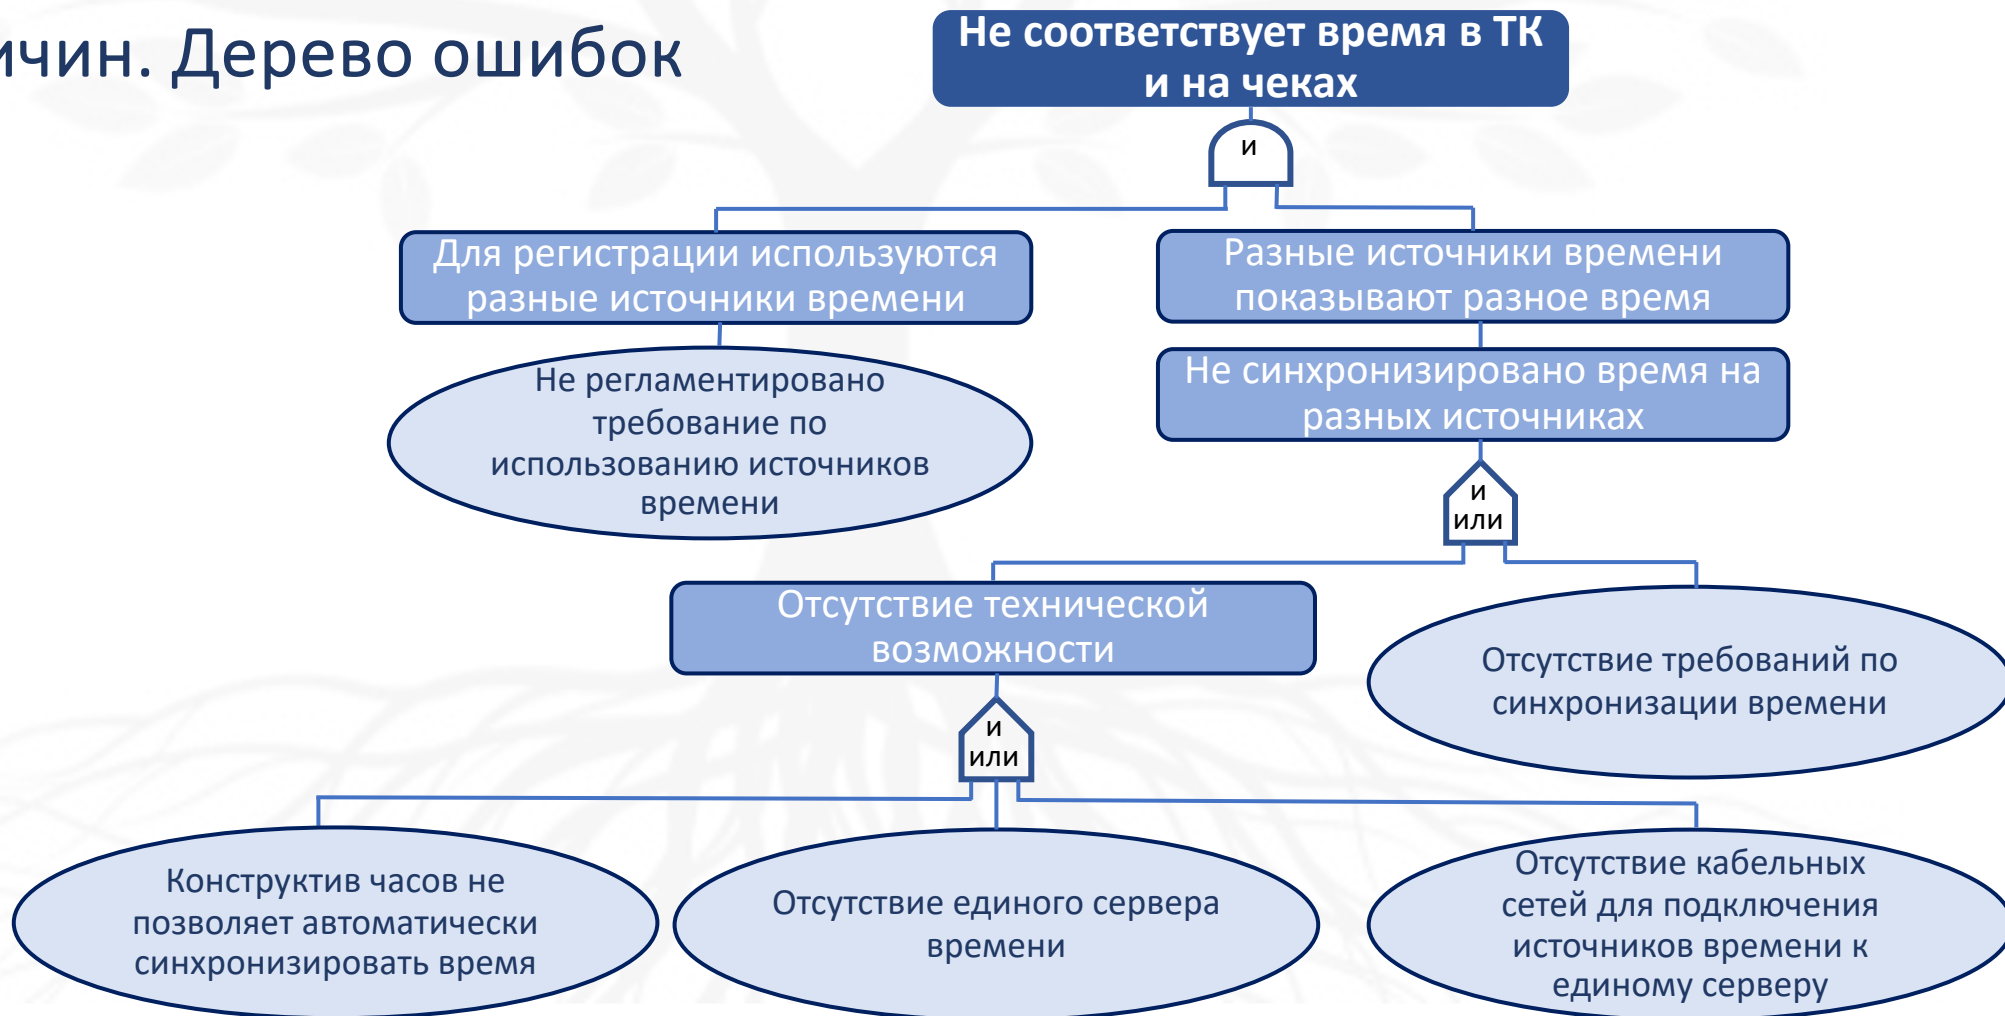 ичин. Дерево ошибок
Не соответствует время в ТК
и на чеках
и
Для регистрации используются
разные источники времени
Разные источники времени
показывают разное время
Не регламентировано
требование по
использованию источников
времени
Не синхронизировано время на
разных источниках
и
или
Отсутствие технической
возможности
Отсутствие требований по
синхронизации времени
и
или
Конструктив часов не
позволяет автоматически
синхронизировать время
Отсутствие единого сервера
времени
Отсутствие кабельных
сетей для подключения
источников времени к
единому серверу